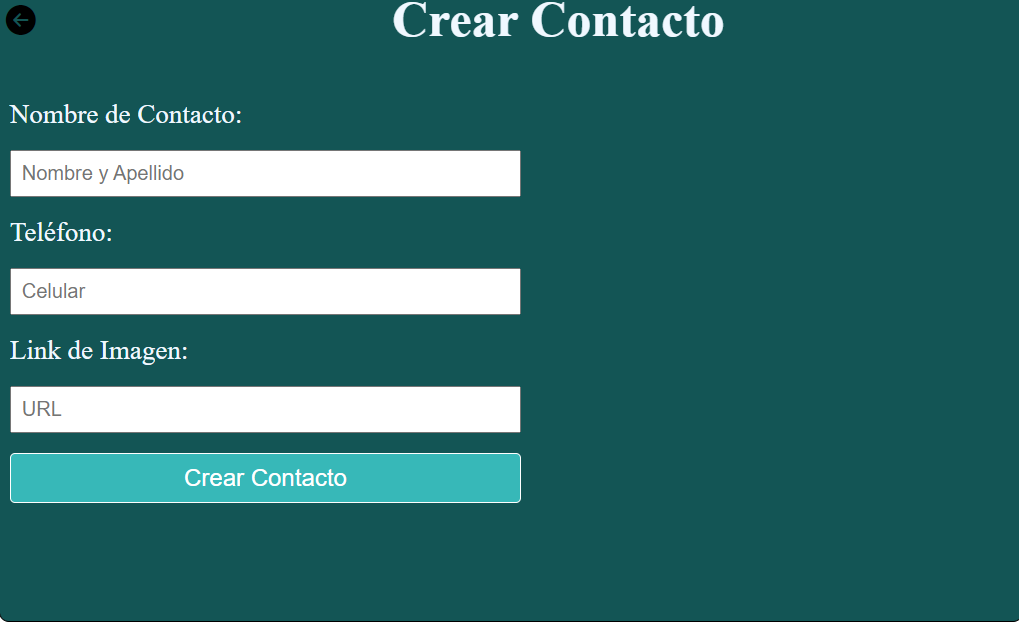 Crear Contacto
Nombre de Contacto:
Nombre y Apellido
Teléfono:
Celular
Link de Imagen:
URL
Crear Contacto